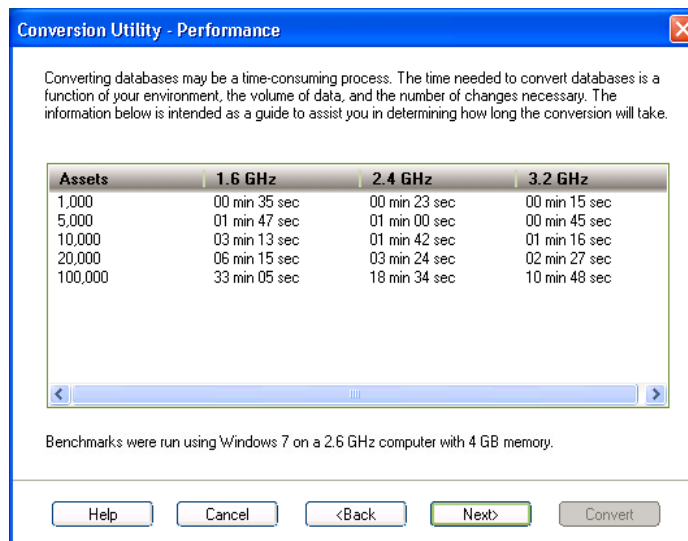 Conversion Utility - Performance
Converting databases may be a time-consuming process. The time needed to convert databases is a
function of your environment, the volume of data, and the number of changes necessary. The
information below is intended as a guide to assist you in determining how long the conversion will take.
Assets 1.6 GHz 2.4 GHz 3.2 GHz
1,000 00 min 35 sec 00 min 23 sec 00 min 15 sec
5,000 01 min 47 sec 01 min 00 sec 00 min 45 sec
10,000 03 min 13 sec 01 min 42 sec 01 min 16 sec
20,000 06 min 15 sec 03 min 24 sec 02 min 27 sec
100,000 33 min 05 sec 18 min 34 sec 10 min 48 sec
Benchmarks were run using Windows 7 on a 2.6 GHz computer with 4 GB memory.
Help Cancel <Back Next> Convert